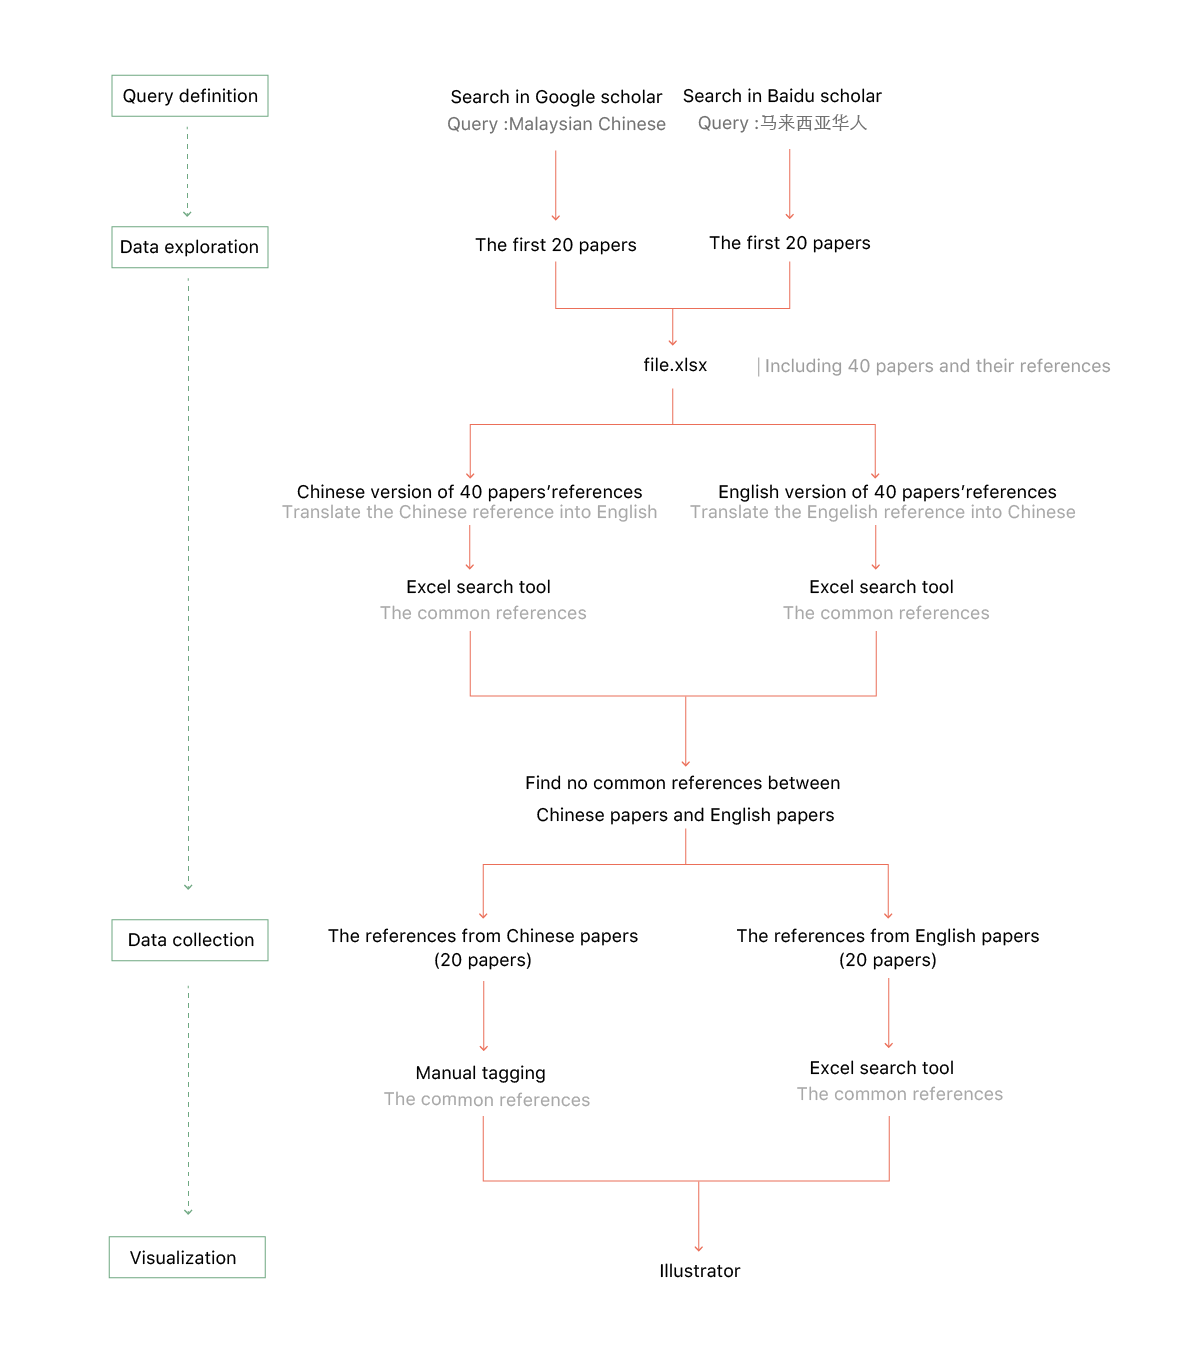 Query definition
Search in Google scholar
Query :Malaysian Chinese
Search in Baidu scholar
Query :马来西亚华人
Data exploration
The first 20 papers
The first 20 papers
file.xlsx
Including 40 papers and their references
Chinese version of 40 papers’references
Translate the Chinese reference into English
English version of 40 papers’references
Translate the Engelish reference into Chinese
Excel search tool
The common references
Excel search tool
The common references
Find no common references between
Chinese papers and English papers
Data collection
The references from Chinese papers
(20 papers)
The references from English papers
(20 papers)
Manual tagging
The common references
Excel search tool
The common references
Visualization
Illustrator